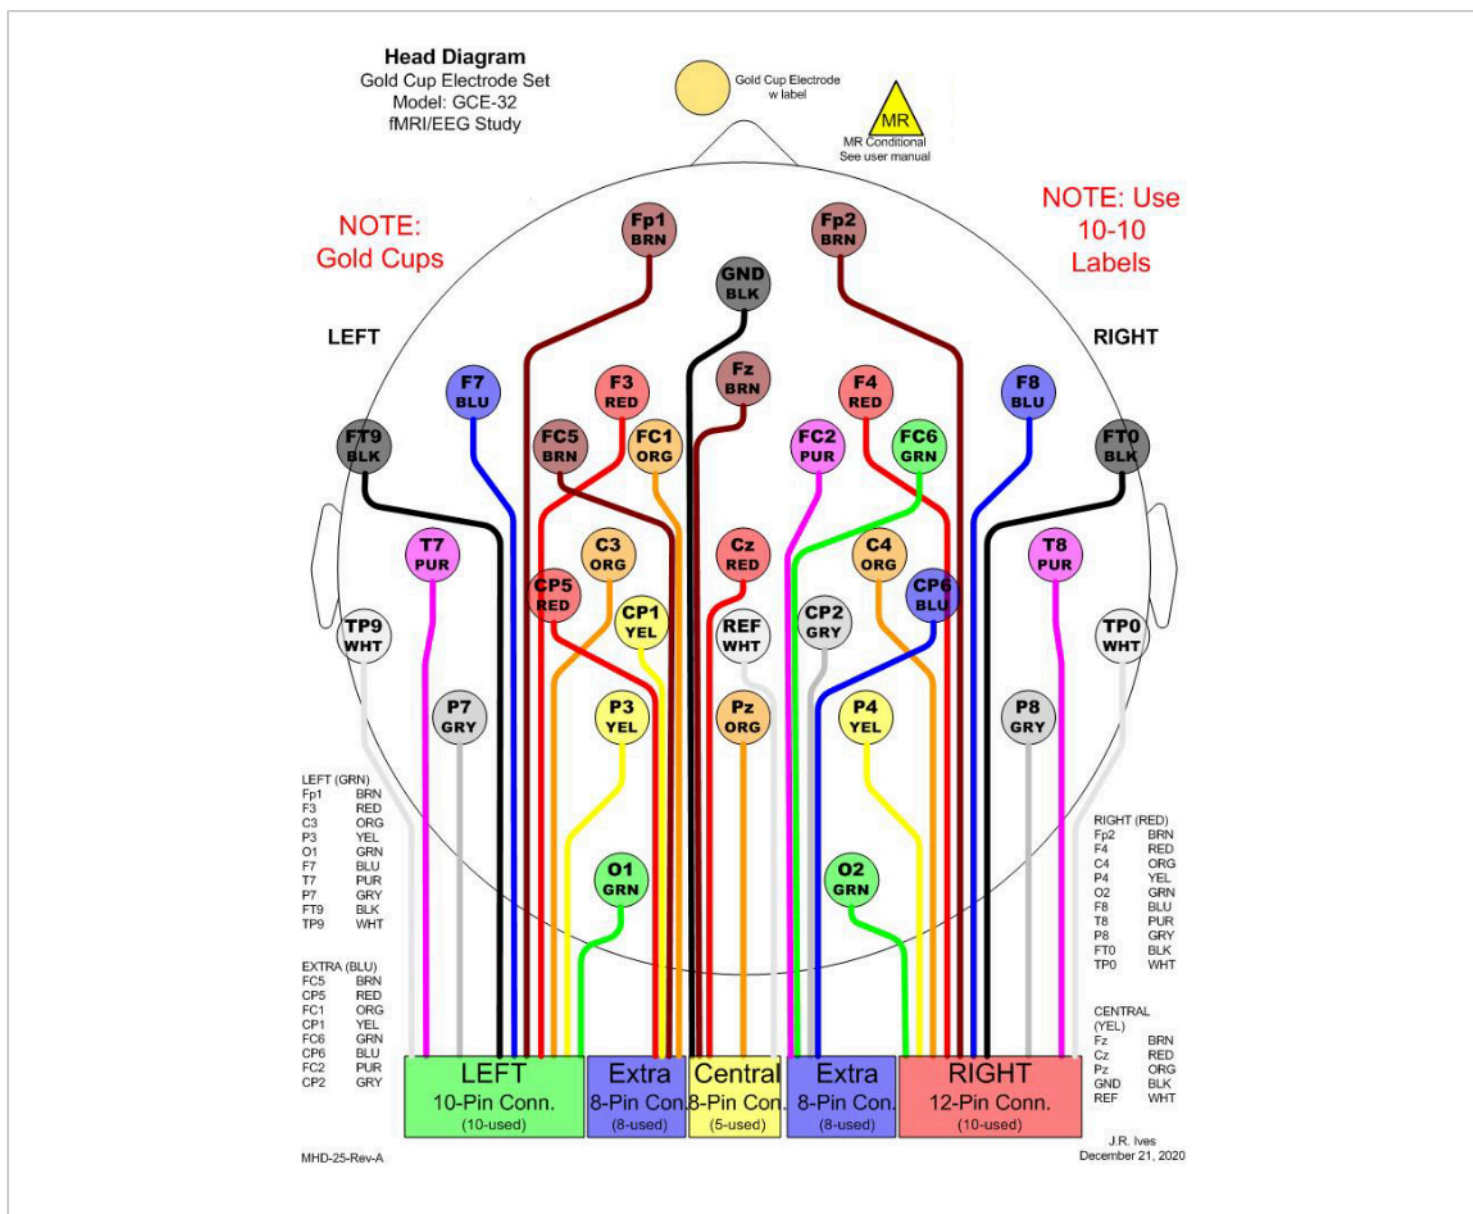 Head Diagram
Gold Cup Electrode Set
Model: GCE-32
fMRI/EEG Study
Gold Cup Electrode
w label
MR
MR Conditional
See user manual
NOTE:
Gold Cups
NOTE: Use
10-10
Labels
LEFT
RIGHT
Fp1
BRN
Fp2
BRN
GND
BLK
Fz
BRN
F7
BLU
F3
RED
F4
RED
F8
BLU
FT9
BLK
FC5
BRN
FC1
ORG
FC2
PUR
FC6
GRN
FT0
BLK
T7
PUR
C3
ORG
Cz
RED
C4
ORG
T8
PUR
CP5
RED
CP1
YEL
CP2
GRY
CP6
BLU
TP9
WHT
REF
WHT
TP0
WHT
P7
GRY
P3
YEL
Pz
ORG
P4
YEL
P8
GRY
O1
GRN
O2
GRN
LEFT (GRN)
Fp1 BRN
F3 RED
C3 ORG
P3 YEL
O1 GRN
F7 BLU
T7 PUR
P7 GRY
FT9 BLK
TP9 WHT
EXTRA (BLU)
FC5 BRN
CP5 RED
FC1 ORG
CP1 YEL
FC6 GRN
CP6 BLU
FC2 PUR
CP2 GRY
RIGHT (RED)
Fp2 BRN
F4 RED
C4 ORG
P4 YEL
O2 GRN
F8 BLU
T8 PUR
P8 GRY
FT0 BLK
TP0 WHT
CENTRAL
(YEL)
Fz BRN
Cz RED
Pz ORG
GND BLK
REF WHT
LEFT
10-Pin Conn.
(10-used)
Extra
8-Pin Con.
(8-used)
Central
8-Pin Con.
(5-used)
Extra
8-Pin Con.
(8-used)
RIGHT
12-Pin Conn.
(10-used)
MHD-25-Rev-A
J.R. Ives
December 21, 2020